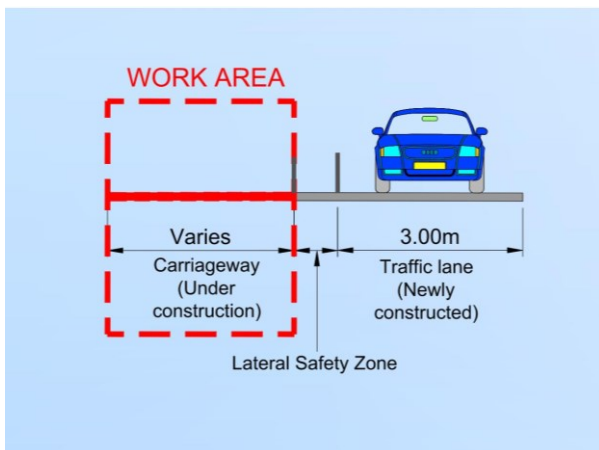 WORK AREA
Varies
Carriageway
(Under
construction)
3.00m
Traffic lane
(Newly
constructed)
Lateral Safety Zone